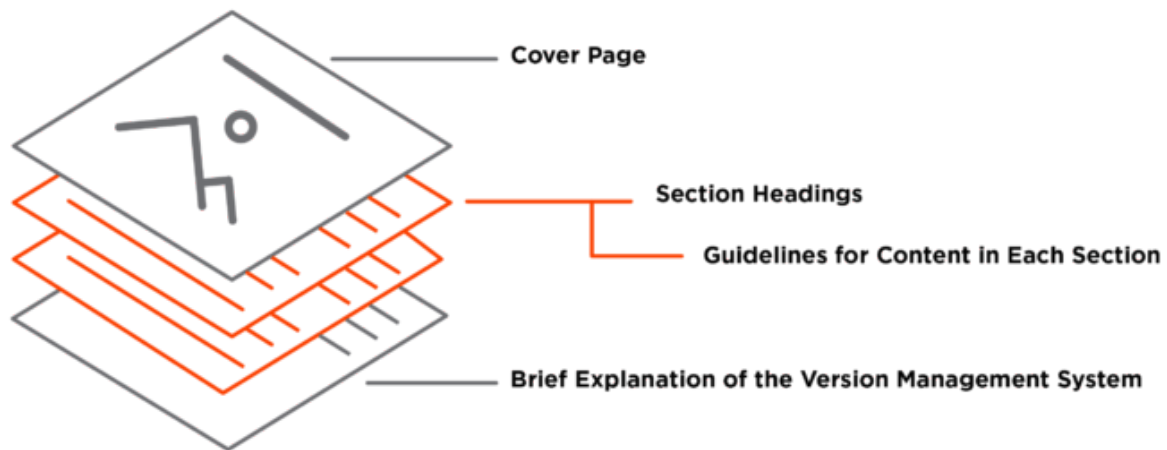 Cover Page
Section Headings
Guidelines for Content in Each Section
Brief Explanation of the Version Management System